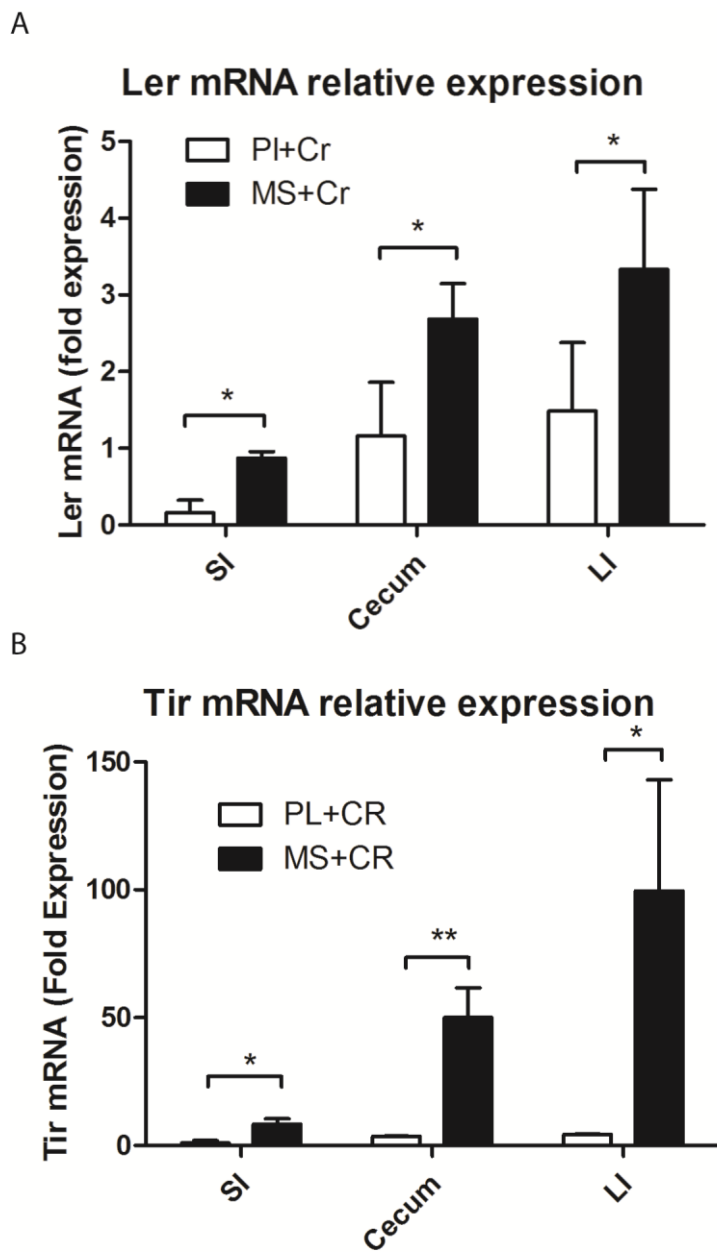 A
Ler mRNA relative expression
Ler mRNA (fold expression)
5
4
3
2
1
0
PI+Cr
MS+Cr
*
*
*
SI
Cecum
LI
B
Tir mRNA relative expression
Tir mRNA (Fold Expression)
150
100
50
0
PL+CR
MS+CR
*
**
*
SI
Cecum
LI